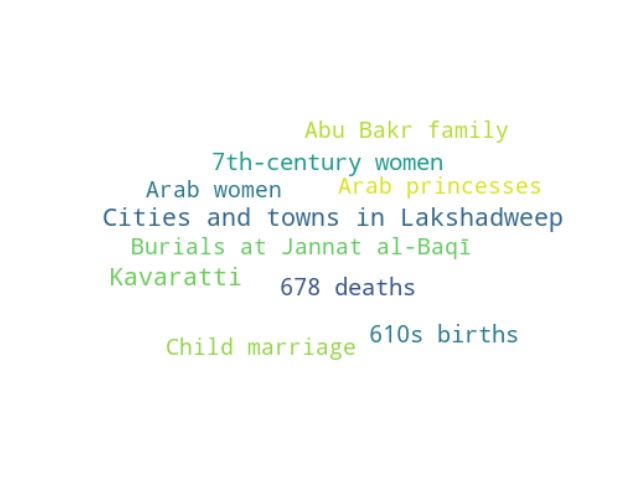 Abu Bakr family
7th-century women
Arab women
Arab princesses
Cities and towns in Lakshadweep
Burials at Jannat al-Baqī
Kavaratti
678 deaths
610s births
Child marriage